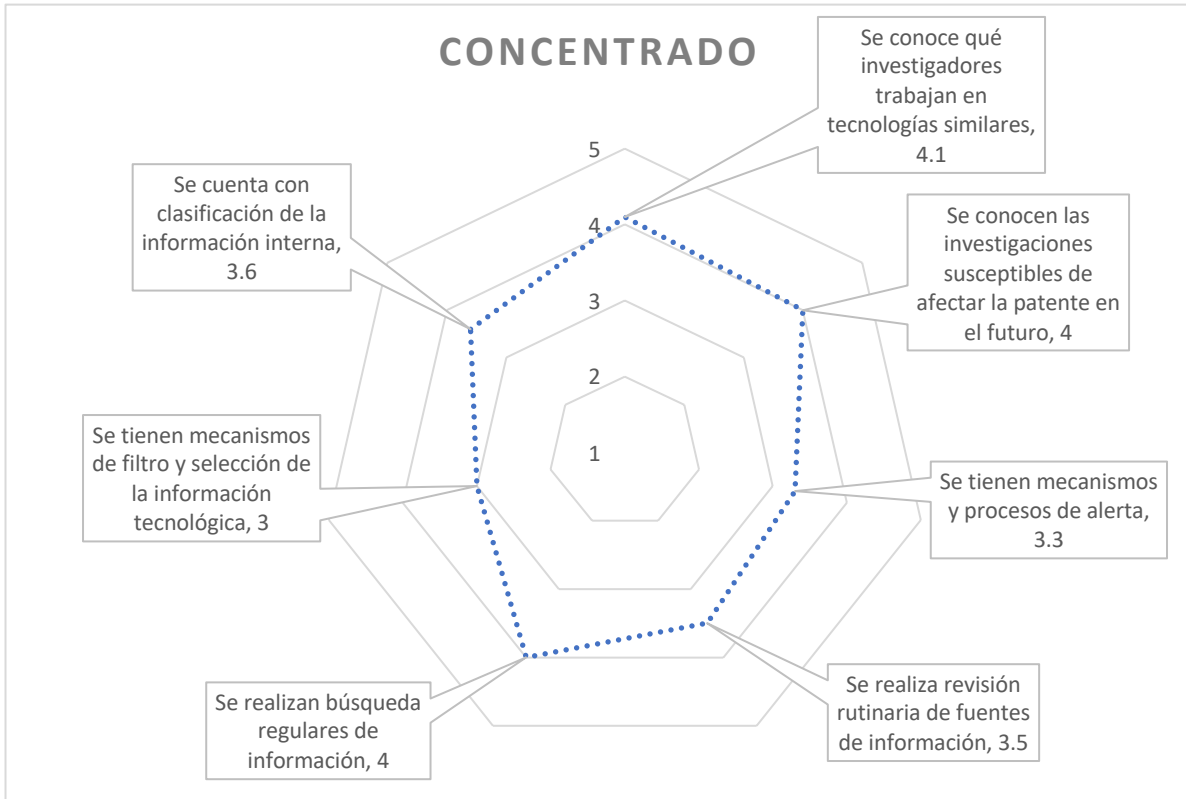 CONCENTRADO
Se conoce qué
investigadores
trabajan en
tecnologías similares,
4.1
Se conocen las
investigaciones
susceptibles de
afectar la patente en
el futuro, 4
Se tienen mecanismos
y procesos de alerta,
3.3
Se realiza revisión
rutinaria de fuentes
de información, 3.5
Se realizan búsqueda
regulares de
información, 4
Se tienen mecanismos
de filtro y selección de
la información
tecnológica, 3
Se cuenta con
clasificación de la
información interna,
3.6
5
4
3
2
1